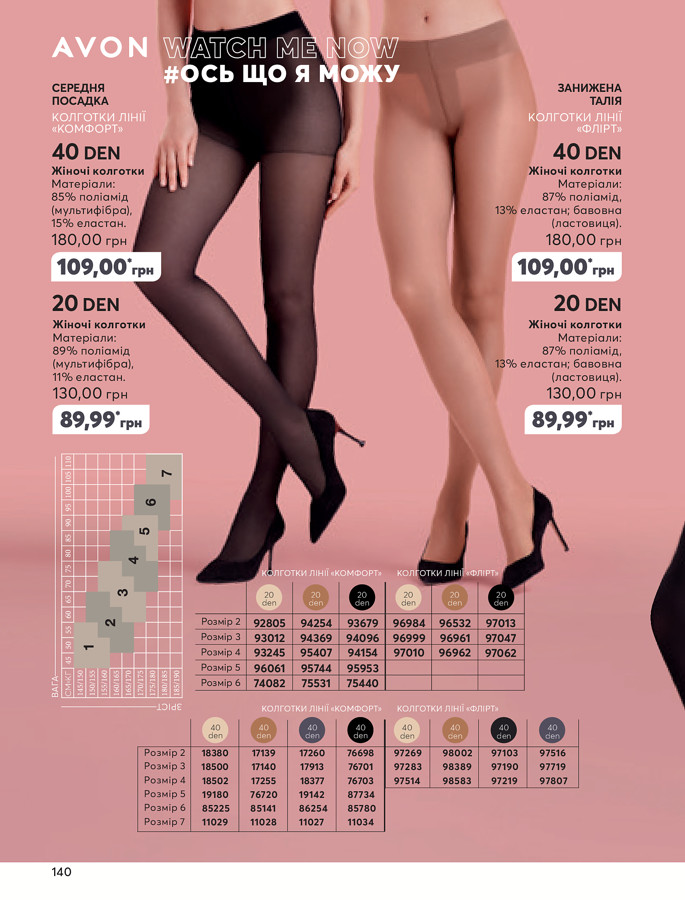 AVON WATCH ME NOW
#ОСЬ ЩО Я МОЖУ
СЕРЕДНЯ
ПОСАДКА
КОЛГОТКИ ЛІНІЇ
«КОМФОРТ»
40 DEN
Жіночі колготки
Матеріали:
85% поліамід
(мультифібра),
15% еластан.
180,00 грн
109,00*грн
20 DEN
Жіночі колготки
Матеріали:
89% поліамід
(мультифібра),
11% еластан.
130,00 грн
89,99*грн
ЗАНИЖЕНА
ТАЛІЯ
КОЛГОТКИ ЛІНІЇ
«ФЛІРТ»
40 DEN
Жіночі колготки
Матеріали:
87% поліамід,
13% еластан; бавовна
(ластовиця).
180,00 грн
109,00*грн
20 DEN
Жіночі колготки
Матеріали:
87% поліамід,
13% еластан; бавовна
(ластовиця).
130,00 грн
89,99*грн
ВАГА
СМ•КГ 45 50 55 60 65 70 75 80 85 90 95 100 105 110
1 2 3 4 5 6 7
145/150 150/155 155/160 160/165 165/170 170/175 175/180 180/185 185/190
ЗРІСТ
КОЛГОТКИ ЛІНІЇ «КОМФОРТ» КОЛГОТКИ ЛІНІЇ «ФЛІРТ»
20 den 20 den 20 den 20 den 20 den 20 den
Розмір 2 92805 94254 93679 96984 96532 97013
Розмір 3 93012 94369 94096 96999 96961 97047
Розмір 4 93245 95407 94154 97010 96962 97062
Розмір 5 96061 95744 95953
Розмір 6 74082 75531 75440
КОЛГОТКИ ЛІНІЇ «КОМФОРТ» КОЛГОТКИ ЛІНІЇ «ФЛІРТ»
40 den 40 den 40 den 40 den 40 den 40 den 40 den 40 den
Розмір 2 18380 17139 17260 76698 97269 98002 97103 97516
Розмір 3 18500 17140 17913 76701 97283 98389 97190 97719
Розмір 4 18502 17255 18377 76703 97514 98583 97219 97807
Розмір 5 19180 76720 19142 87734
Розмір 6 85225 85141 86254 85780
Розмір 7 11029 11028 11027 11034
140